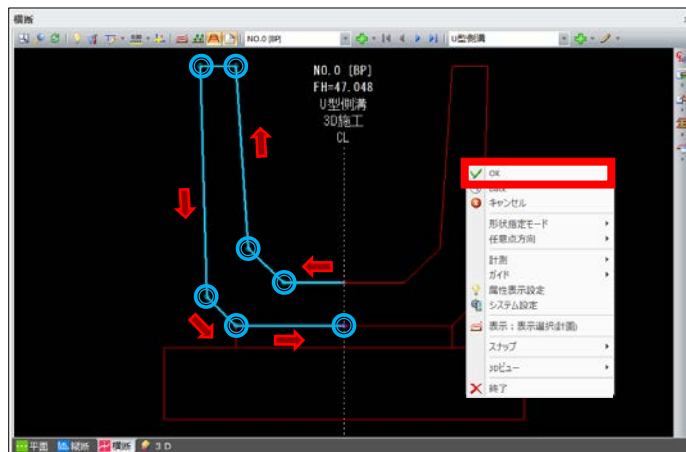 横断
NO.0 [BP]
U型側溝
NO.0 [BP]
FH=47.048
U型側溝
3D施工
CL
OK
キャンセル
形状指定モード
任意点方向
計測
ガイド
属性表示設定
システム設定
表示:表示選択(計画)
スナップ
3Dビュー
終了
平面 縦断 横断 3D